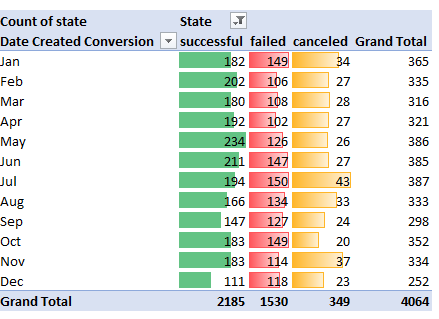 Count of state State
Date Created Conversion successful failed canceled Grand Total
Jan 182 149 34 365
Feb 202 106 27 335
Mar 180 108 28 316
Apr 192 102 27 321
May 234 126 26 386
Jun 211 147 27 385
Jul 194 150 43 387
Aug 166 134 33 333
Sep 147 127 24 298
Oct 183 149 20 352
Nov 183 114 37 334
Dec 111 118 23 252
Grand Total 2185 1530 349 4064